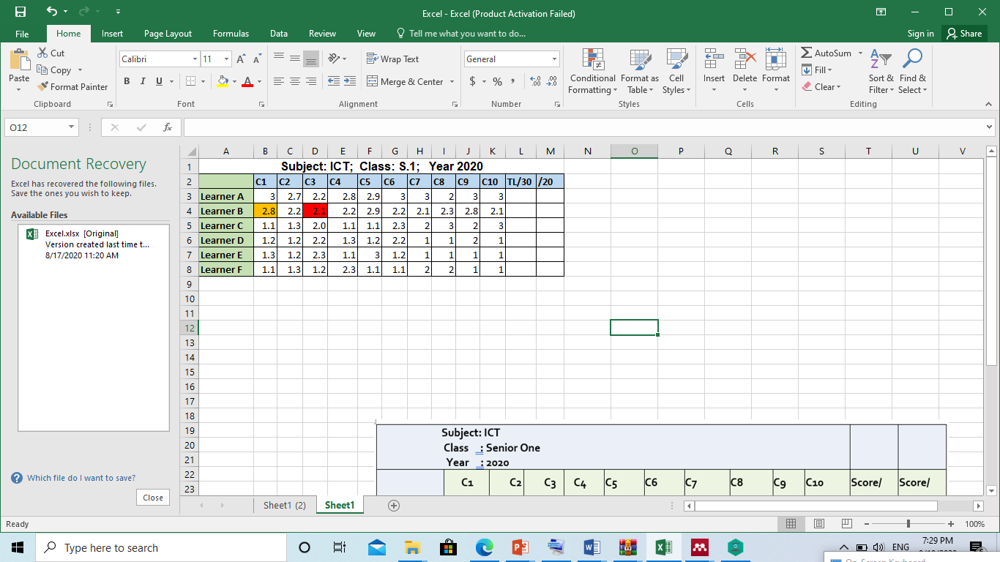 Excel - Excel (Product Activation Failed)
File Home Insert Page Layout Formulas Data Review View Tell me what you want to do... Sign in Share
Paste Cut Copy Format Painter Clipboard
Calibri 11 A A B I U A Font
Wrap Text Merge & Center Alignment
General $ % , Number
Conditional Formatting Format as Table Cell Styles Styles
Insert Delete Format Cells
AutoSum Fill Clear Sort & Filter Find & Select Editing
O12 fx
Document Recovery
Excel has recovered the following files.
Save the ones you wish to keep.
Available Files
Excel.xlsx [Original]
Version created last time t...
8/17/2020 11:20 AM
Which file do I want to save?
Close
A B C D E F G H I J K L M N O P Q R S T U V
1 Subject: ICT; Class: S.1; Year 2020
2 C1 C2 C3 C4 C5 C6 C7 C8 C9 C10 TL/30 /20
3 Learner A 3 2.7 2.2 2.8 2.9 3 3 2 3 3
4 Learner B 2.8 2.2 2.1 2.2 2.9 2.2 2.1 2.3 2.8 2.1
5 Learner C 1.1 1.3 2.0 1.1 1.1 2.3 2 3 2 3
6 Learner D 1.2 1.2 2.2 1.3 1.2 2.2 1 1 2 1
7 Learner E 1.3 1.2 2.3 1.1 3 1.2 1 1 1 1
8 Learner F 1.1 1.3 1.2 2.3 1.1 1.1 2 2 1 1
9
10
11
12
13
14
15
16
17
18
19 Subject: ICT
20 Class : Senior One
21 Year : 2020
22 C1 C2 C3 C4 C5 C6 C7 C8 C9 C10 Score/ Score/
23
Sheet1 (2) Sheet1
Ready 100%
Type here to search ENG 7:29 PM
On-Screen Keyboard